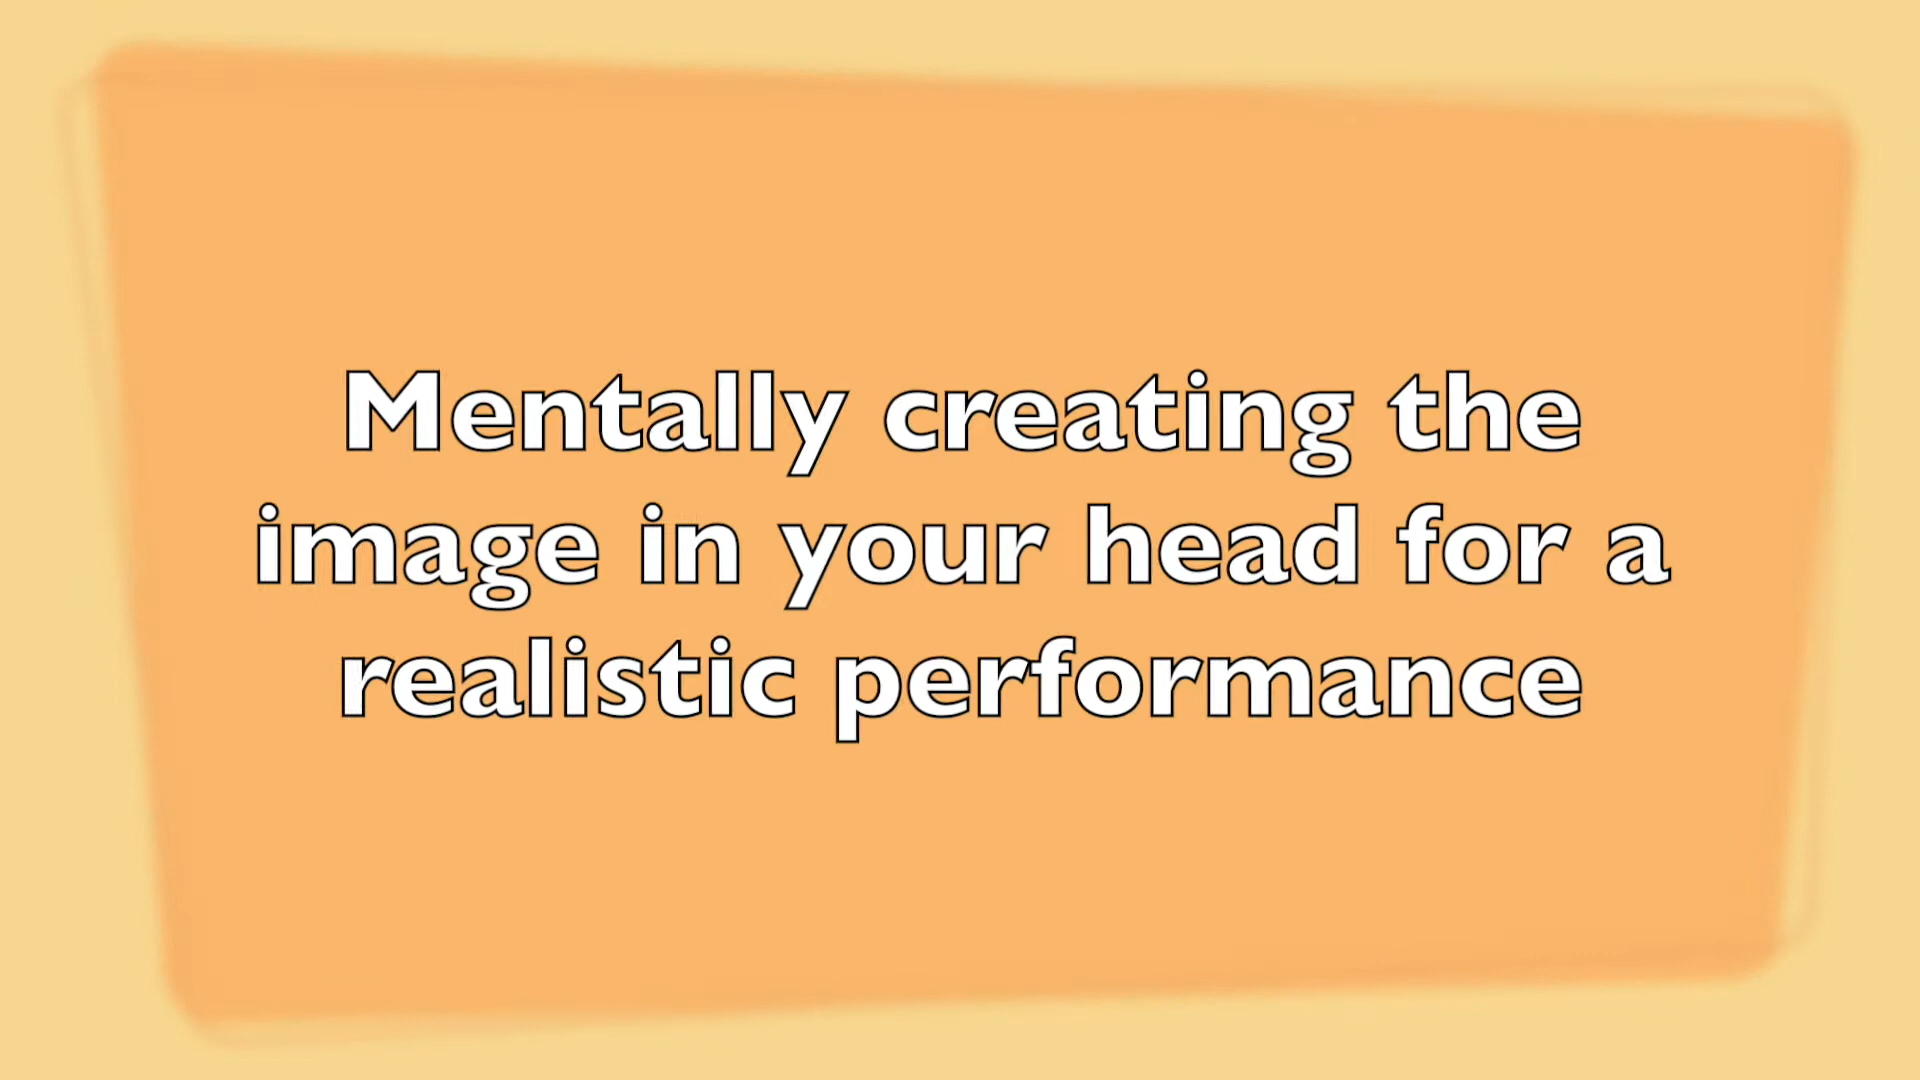 Mentally creating the
image in your head for a
realistic performance